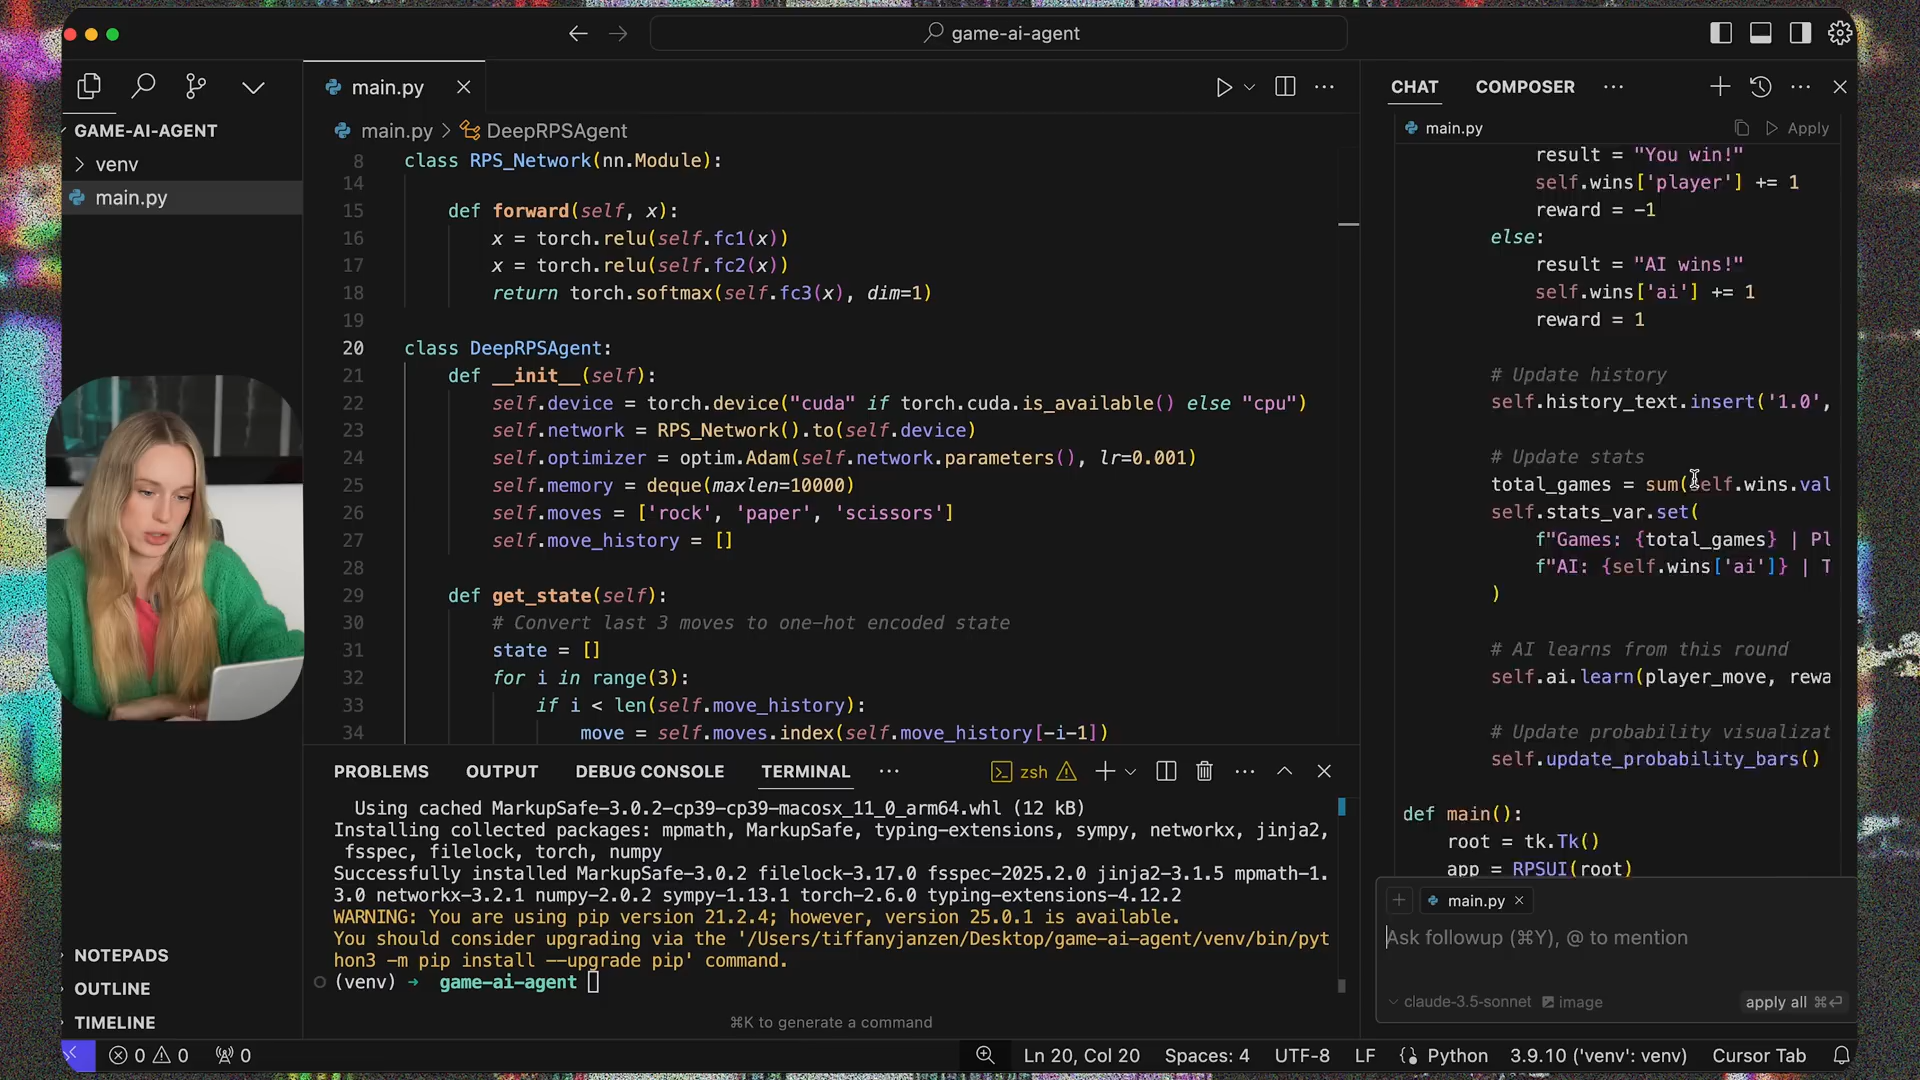 game-ai-agent
GAME-AI-AGENT
venv
main.py
NOTEPADS
OUTLINE
TIMELINE
main.py
main.py > DeepRPSAgent
8 class RPS_Network(nn.Module):
14
15 def forward(self, x):
16 x = torch.relu(self.fc1(x))
17 x = torch.relu(self.fc2(x))
18 return torch.softmax(self.fc3(x), dim=1)
19
20 class DeepRPSAgent:
21 def __init__(self):
22 self.device = torch.device("cuda" if torch.cuda.is_available() else "cpu")
23 self.network = RPS_Network().to(self.device)
24 self.optimizer = optim.Adam(self.network.parameters(), lr=0.001)
25 self.memory = deque(maxlen=10000)
26 self.moves = ['rock', 'paper', 'scissors']
27 self.move_history = []
28
29 def get_state(self):
30 # Convert last 3 moves to one-hot encoded state
31 state = []
32 for i in range(3):
33 if i < len(self.move_history):
34 move = self.moves.index(self.move_history[-i-1])
PROBLEMS OUTPUT DEBUG CONSOLE TERMINAL ··· zsh
Using cached MarkupSafe-3.0.2-cp39-cp39-macosx_11_0_arm64.whl (12 kB)
Installing collected packages: mpmath, MarkupSafe, typing-extensions, sympy, networkx, jinja2,
fsspec, filelock, torch, numpy
Successfully installed MarkupSafe-3.0.2 filelock-3.17.0 fsspec-2025.2.0 jinja2-3.1.5 mpmath-1.
3.0 networkx-3.2.1 numpy-2.0.2 sympy-1.13.1 torch-2.6.0 typing-extensions-4.12.2
WARNING: You are using pip version 21.2.4; however, version 25.0.1 is available.
You should consider upgrading via the '/Users/tiffanyjanzen/Desktop/game-ai-agent/venv/bin/pyt
hon3 -m pip install --upgrade pip' command.
(venv) → game-ai-agent
⌘K to generate a command
CHAT COMPOSER ···
main.py Apply
result = "You win!"
self.wins['player'] += 1
reward = -1
else:
result = "AI wins!"
self.wins['ai'] += 1
reward = 1
# Update history
self.history_text.insert('1.0',
# Update stats
total_games = sum(self.wins.val
self.stats_var.set(
f"Games: {total_games} | Pl
f"AI: {self.wins['ai']} | T
)
# AI learns from this round
self.ai.learn(player_move, rewa
# Update probability visualizat
self.update_probability_bars()
def main():
root = tk.Tk()
app = RPSUI(root)
main.py
Ask followup (⌘Y), @ to mention
claude-3.5-sonnet image apply all ⌘⏎
0 0 0 Ln 20, Col 20 Spaces: 4 UTF-8 LF Python 3.9.10 ('venv': venv) Cursor Tab